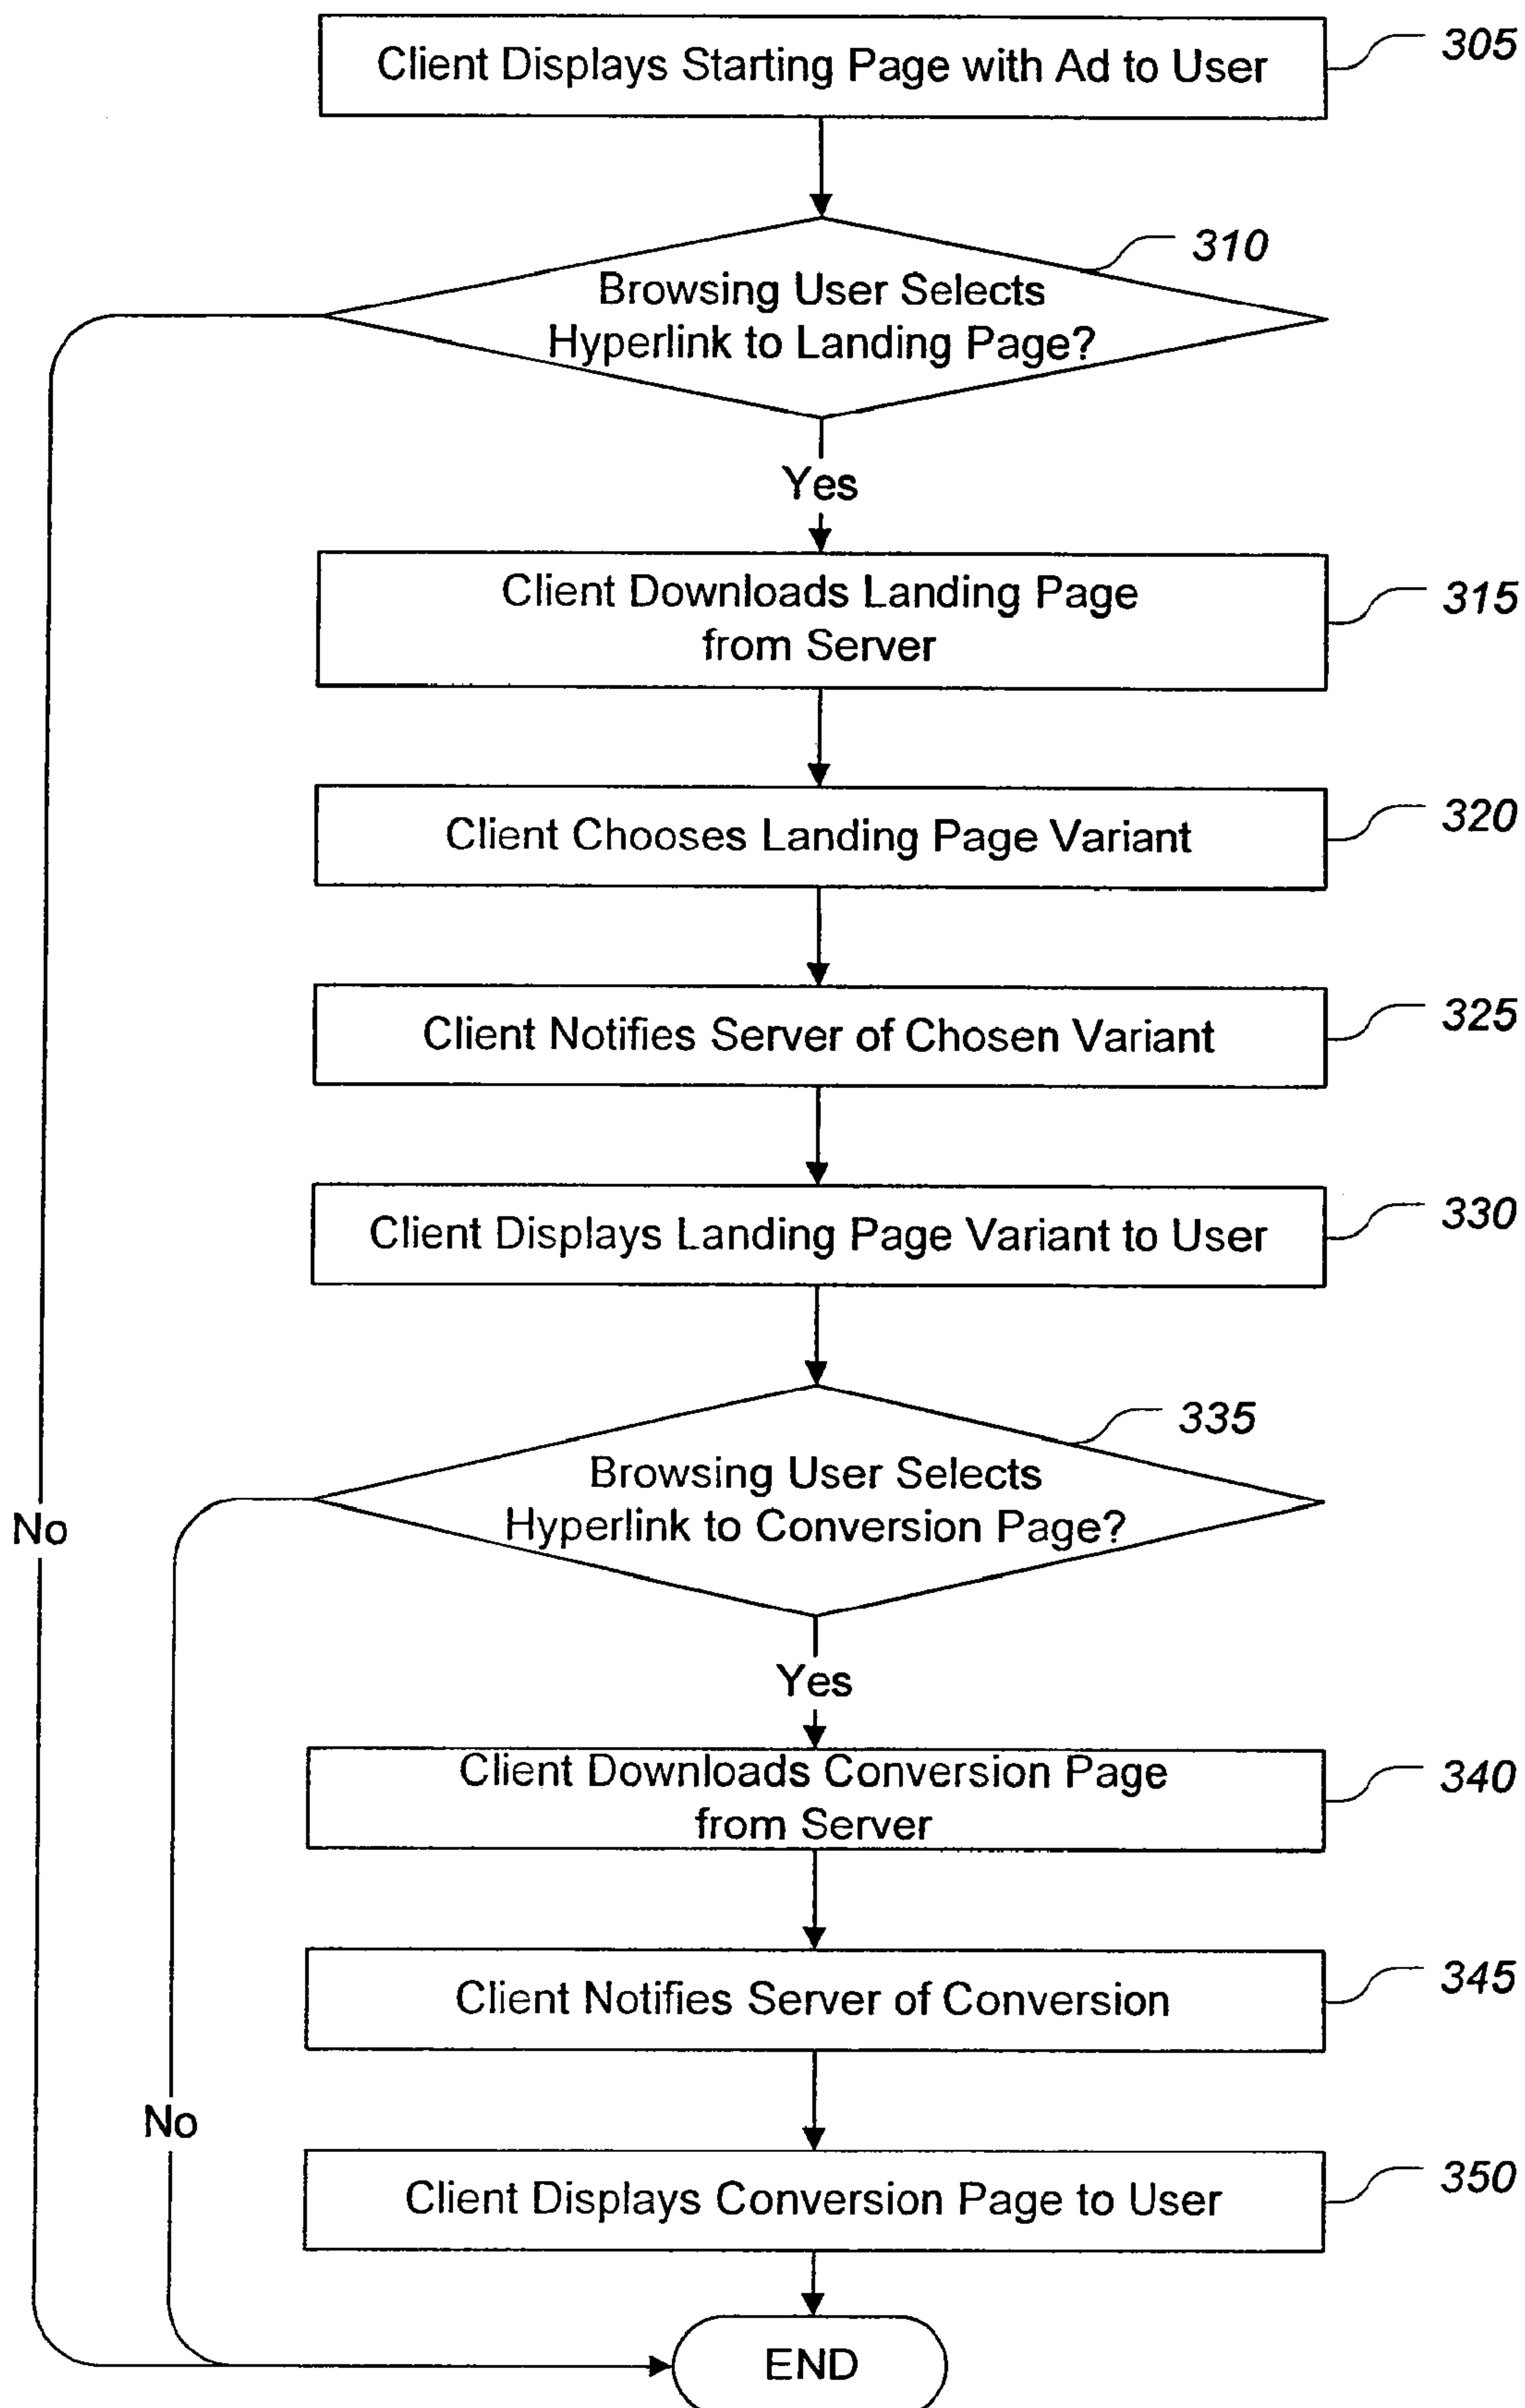 Client Displays Starting Page with Ad to User
305
310
Browsing User Selects
Hyperlink to Landing Page?
Yes
Client Downloads Landing Page
from Server
315
Client Chooses Landing Page Variant
320
Client Notifies Server of Chosen Variant
325
Client Displays Landing Page Variant to User
330
335
Browsing User Selects
Hyperlink to Conversion Page?
No
Yes
Client Downloads Conversion Page
from Server
340
Client Notifies Server of Conversion
345
No
Client Displays Conversion Page to User
350
END